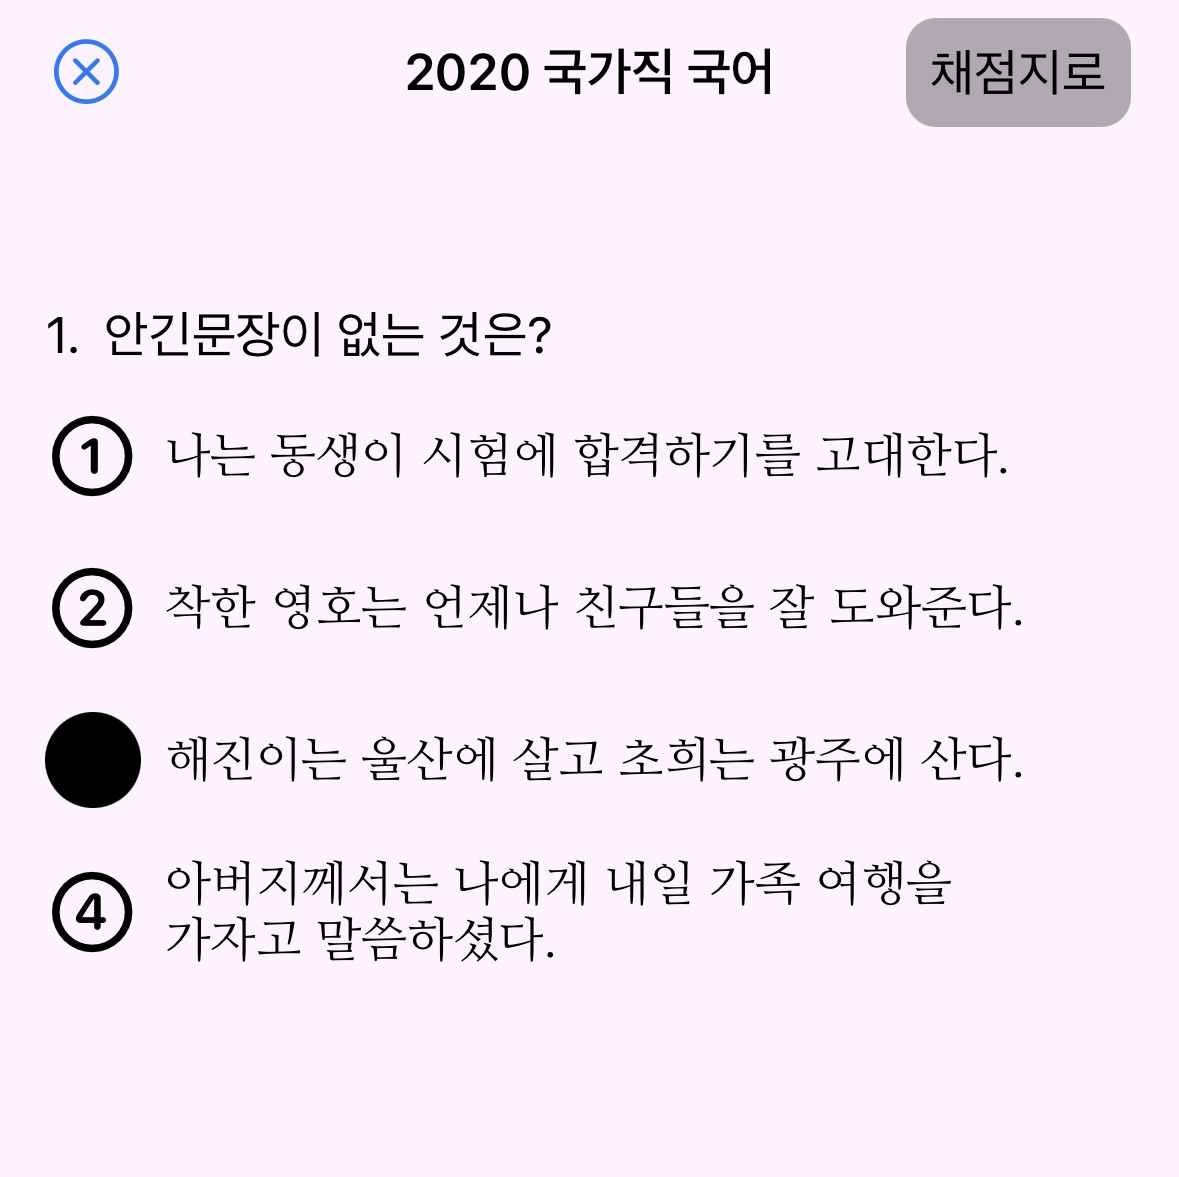 2020 국가직 국어
채점지로
1. 안긴문장이 없는 것은?
① 나는 동생이 시험에 합격하기를 고대한다.
② 착한 영호는 언제나 친구들을 잘 도와준다.
해진이는 울산에 살고 초희는 광주에 산다.
④ 아버지께서는 나에게 내일 가족 여행을
가자고 말씀하셨다.